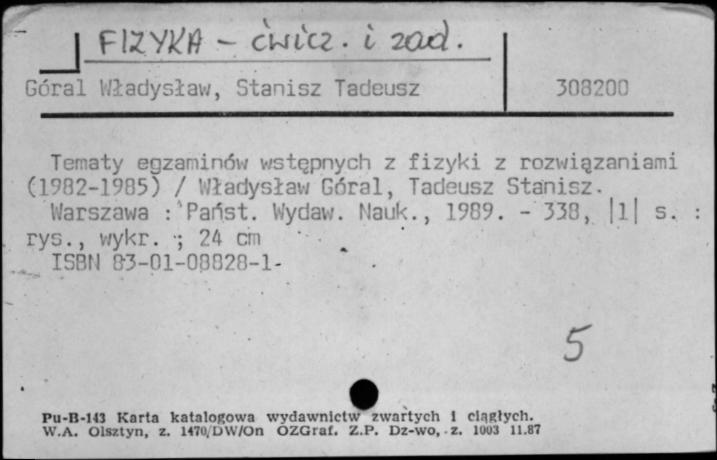 FIZYKA - ćwicz. i zad.
Góral Władysław, Stanisz Tadeusz 308200
Tematy egzaminów wstępnych z fizyki z rozwiązaniami
(1982-1985) / Władysław Góral, Tadeusz Stanisz.
Warszawa : Państ. Wydaw. Nauk., 1989. - 338, |1| s. :
rys., wykr. ; 24 cm
ISBN 83-01-08828-1
5
Pu-B-143 Karta katalogowa wydawnictw zwartych i ciągłych.
W.A. Olsztyn, z. 1470/DW/On OZGraf. Z.P. Dz-wo, z. 1003 11.87